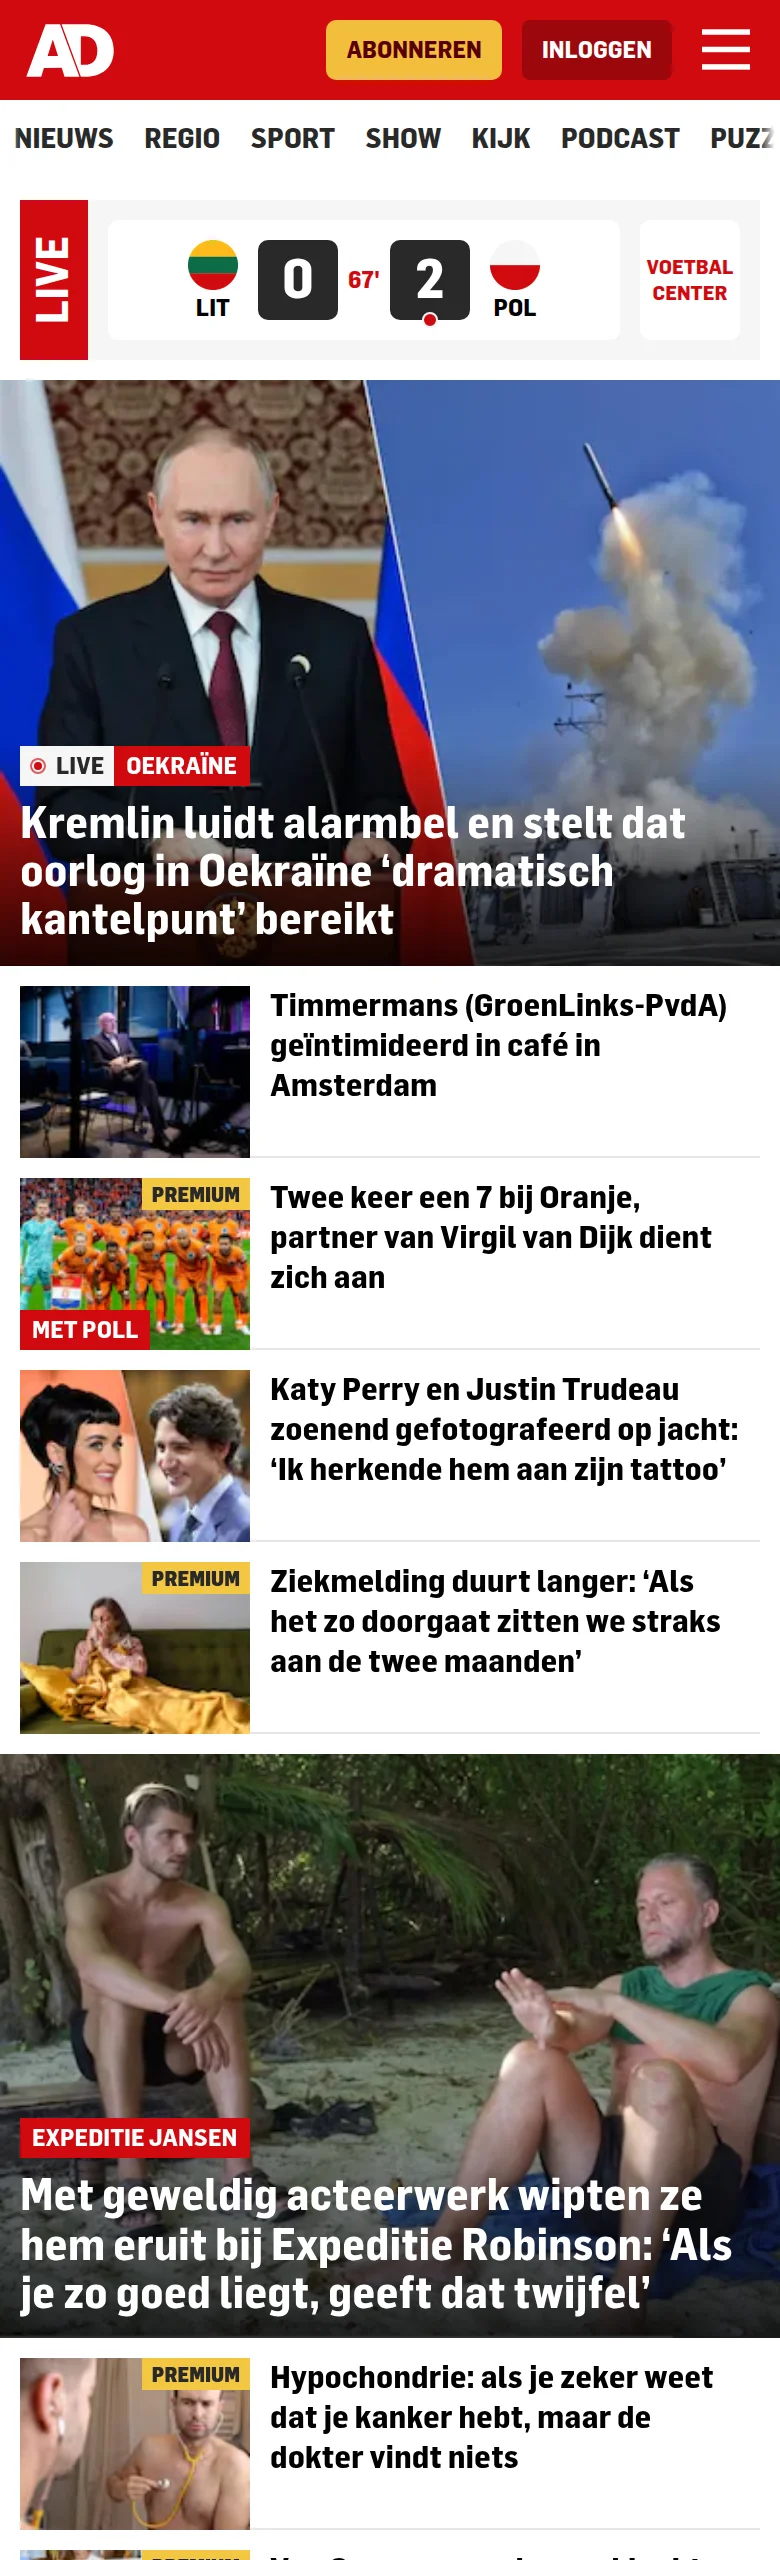 AD
ABONNEREN
INLOGGEN
NIEUWS REGIO SPORT SHOW KIJK PODCAST PUZZ
LIVE
LIT
0
67'
2
POL
VOETBAL
CENTER
LIVE OEKRAÏNE
Kremlin luidt alarmbel en stelt dat
oorlog in Oekraïne ‘dramatisch
kantelpunt’ bereikt
Timmermans (GroenLinks-PvdA)
geïntimideerd in café in
Amsterdam
PREMIUM
MET POLL
Twee keer een 7 bij Oranje,
partner van Virgil van Dijk dient
zich aan
Katy Perry en Justin Trudeau
zoenend gefotografeerd op jacht:
‘Ik herkende hem aan zijn tattoo’
PREMIUM
Ziekmelding duurt langer: ‘Als
het zo doorgaat zitten we straks
aan de twee maanden’
EXPEDITIE JANSEN
Met geweldig acteerwerk wipten ze
hem eruit bij Expeditie Robinson: ‘Als
je zo goed liegt, geeft dat twijfel’
PREMIUM
Hypochondrie: als je zeker weet
dat je kanker hebt, maar de
dokter vindt niets